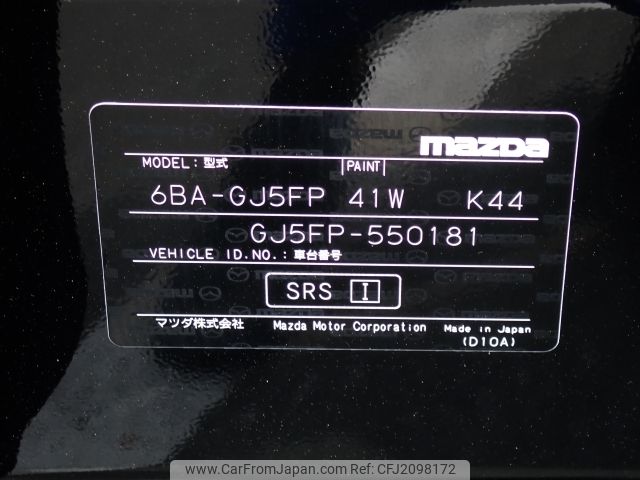 mazda
MODEL：型式 PAINT
6BA-GJ5FP 41W K44
GJ5FP-550181
VEHICLE ID.NO.：車台番号
SRS I
マツダ株式会社 Mazda Motor Corporation Made in Japan
(D10A)
www.CarFromJapan.com | CFJ2098172